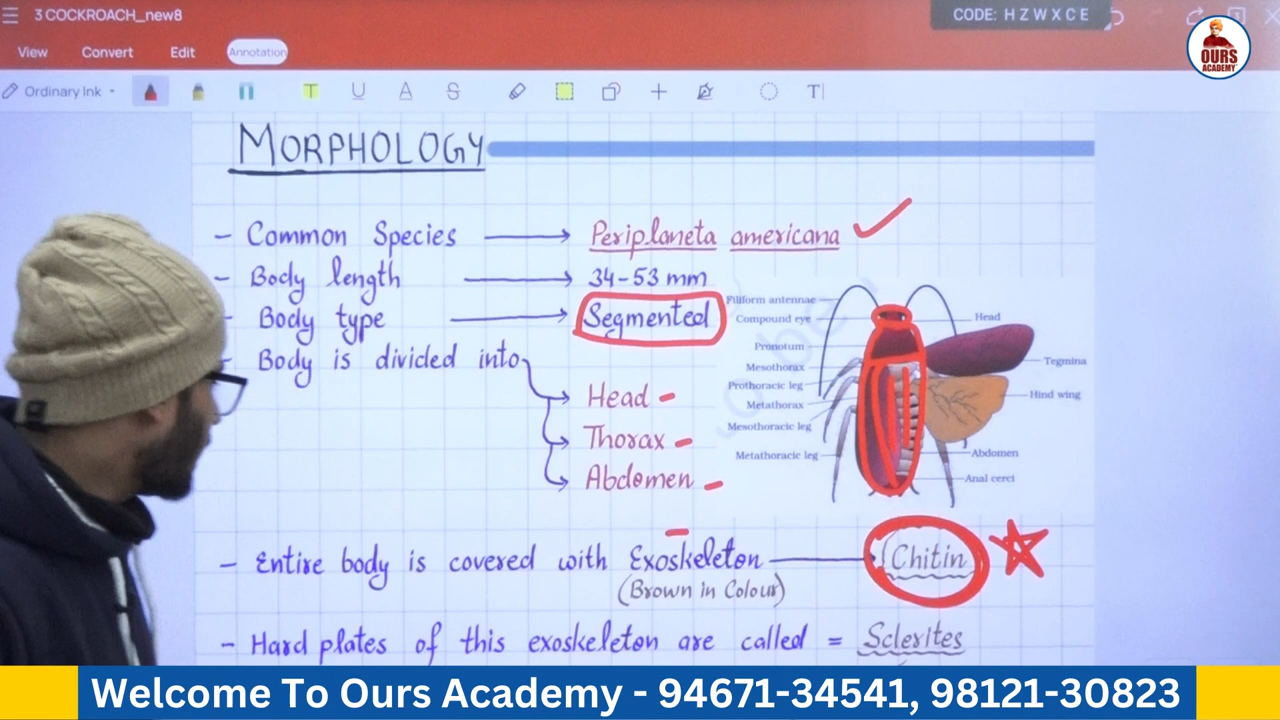 3 COCKROACH_new8
CODE: H Z W X C E
View Convert Edit Annotation
OURS
ACADEMY
Ordinary Ink
MORPHOLOGY
- Common Species → Periplaneta americana
- Body length → 34-53 mm
- Body type → Segmented
- Body is divided into
→ Head -
→ Thorax -
→ Abdomen -
Filiform antennae
Compound eye
Head
Pronotum
Mesothorax
Tegmina
Prothoracic leg
Hind wing
Metathorax
Mesothoracic leg
Metathoracic leg
Abdomen
Anal cerci
- Entire body is covered with Exoskeleton → Chitin
(Brown in Colour)
- Hard plates of this exoskeleton are called = Sclerites
Welcome To Ours Academy - 94671-34541, 98121-30823